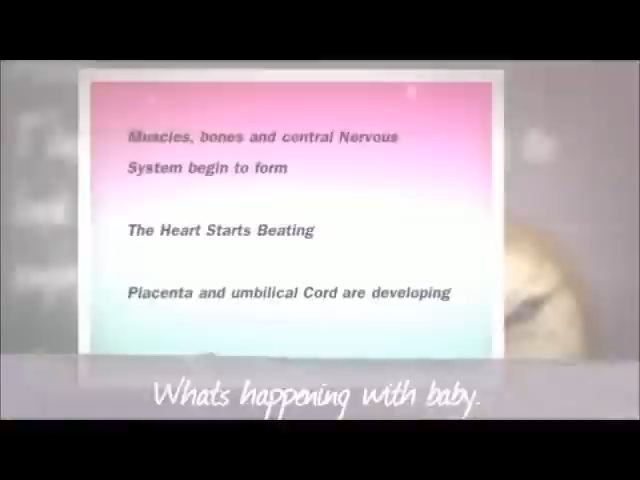 Muscles, bones and central Nervous
System begin to form
The Heart Starts Beating
Placenta and umbilical Cord are developing
Whats happening with baby.